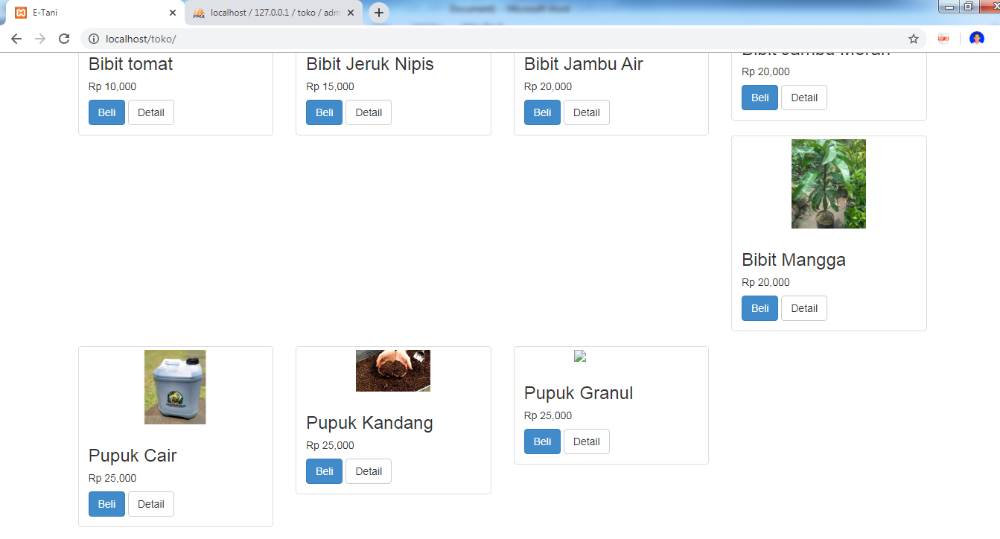 E-Tani
localhost / 127.0.0.1 / toko / adm
localhost/toko/
Bibit tomat
Rp 10,000
Beli
Detail
Bibit Jeruk Nipis
Rp 15,000
Beli
Detail
Bibit Jambu Air
Rp 20,000
Beli
Detail
Bibit Jambu Merah
Rp 20,000
Beli
Detail
Bibit Mangga
Rp 20,000
Beli
Detail
Pupuk Cair
Rp 25,000
Beli
Detail
Pupuk Kandang
Rp 25,000
Beli
Detail
Pupuk Granul
Rp 25,000
Beli
Detail